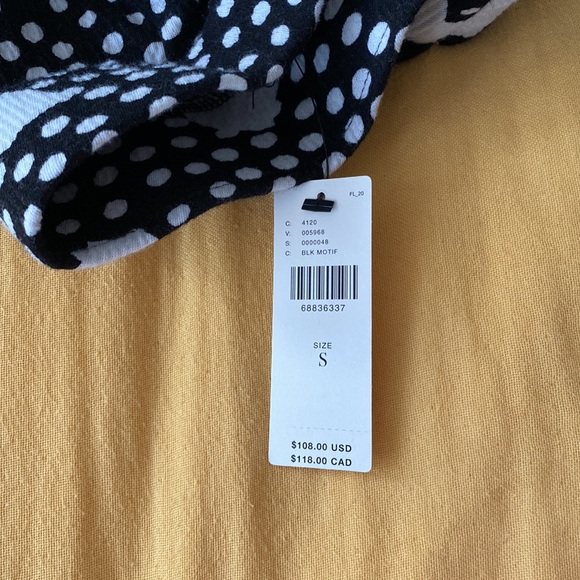 FL_20
C: 4120
V: 005968
S: 0000048
C: BLK MOTIF
68836337
SIZE
S
$108.00 USD
$118.00 CAD